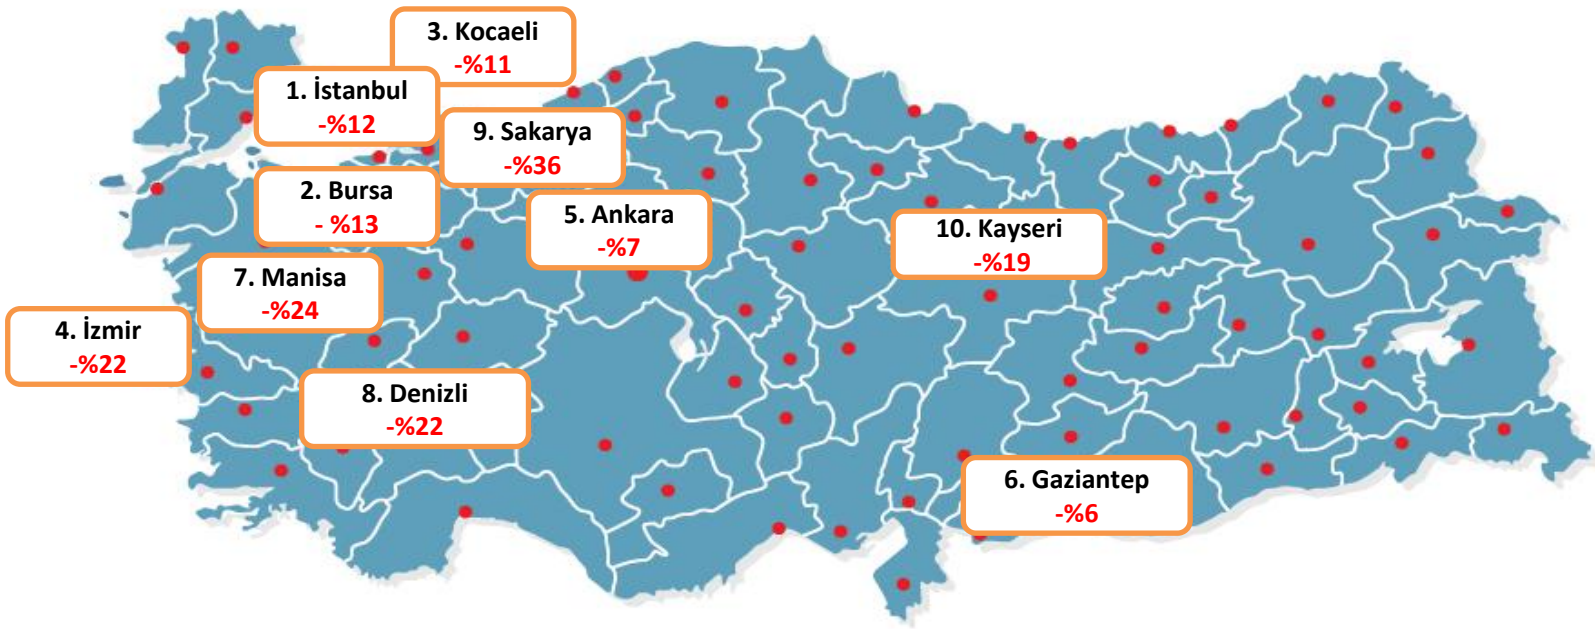 3. Kocaeli
-%11
1. İstanbul
-%12
9. Sakarya
-%36
2. Bursa
- %13
5. Ankara
-%7
10. Kayseri
-%19
7. Manisa
-%24
4. İzmir
-%22
8. Denizli
-%22
6. Gaziantep
-%6